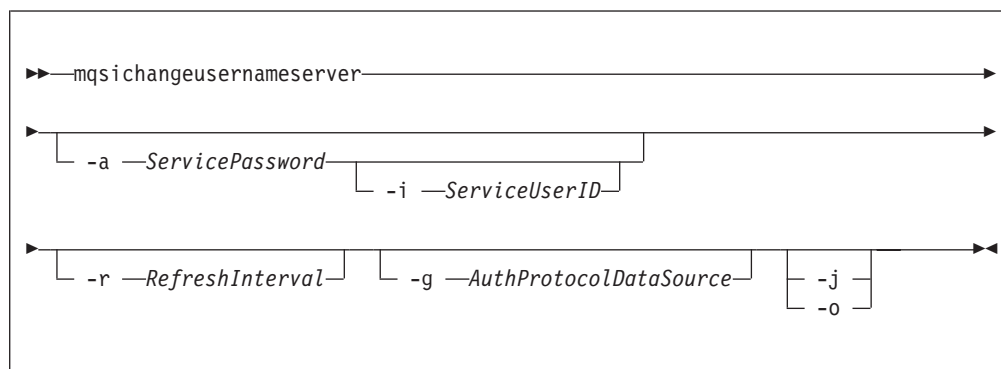 mqsichangeusernameserver
-a ServicePassword
-i ServiceUserID
-r RefreshInterval -g AuthProtocolDataSource -j
-o